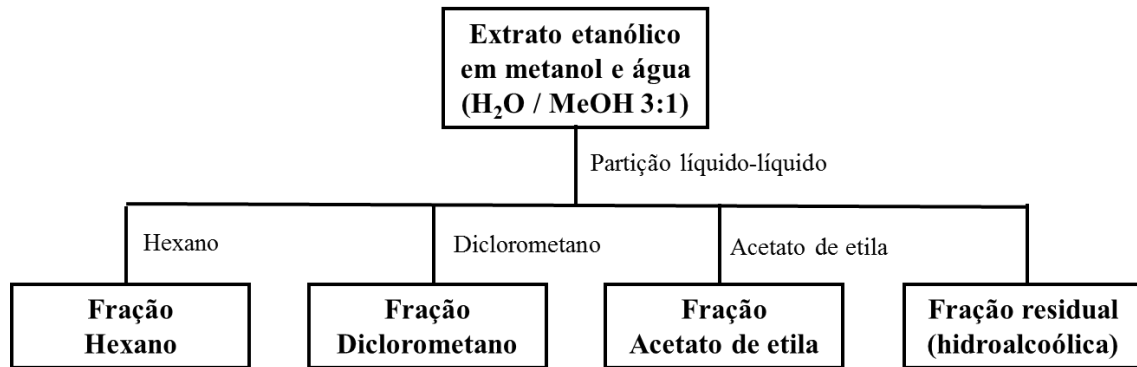 Extrato etanólico
em metanol e água
(H₂O / MeOH 3:1)
Partição líquido-líquido
Hexano
Diclorometano
Acetato de etila
Fração
Hexano
Fração
Diclorometano
Fração
Acetato de etila
Fração residual
(hidroalcoólica)